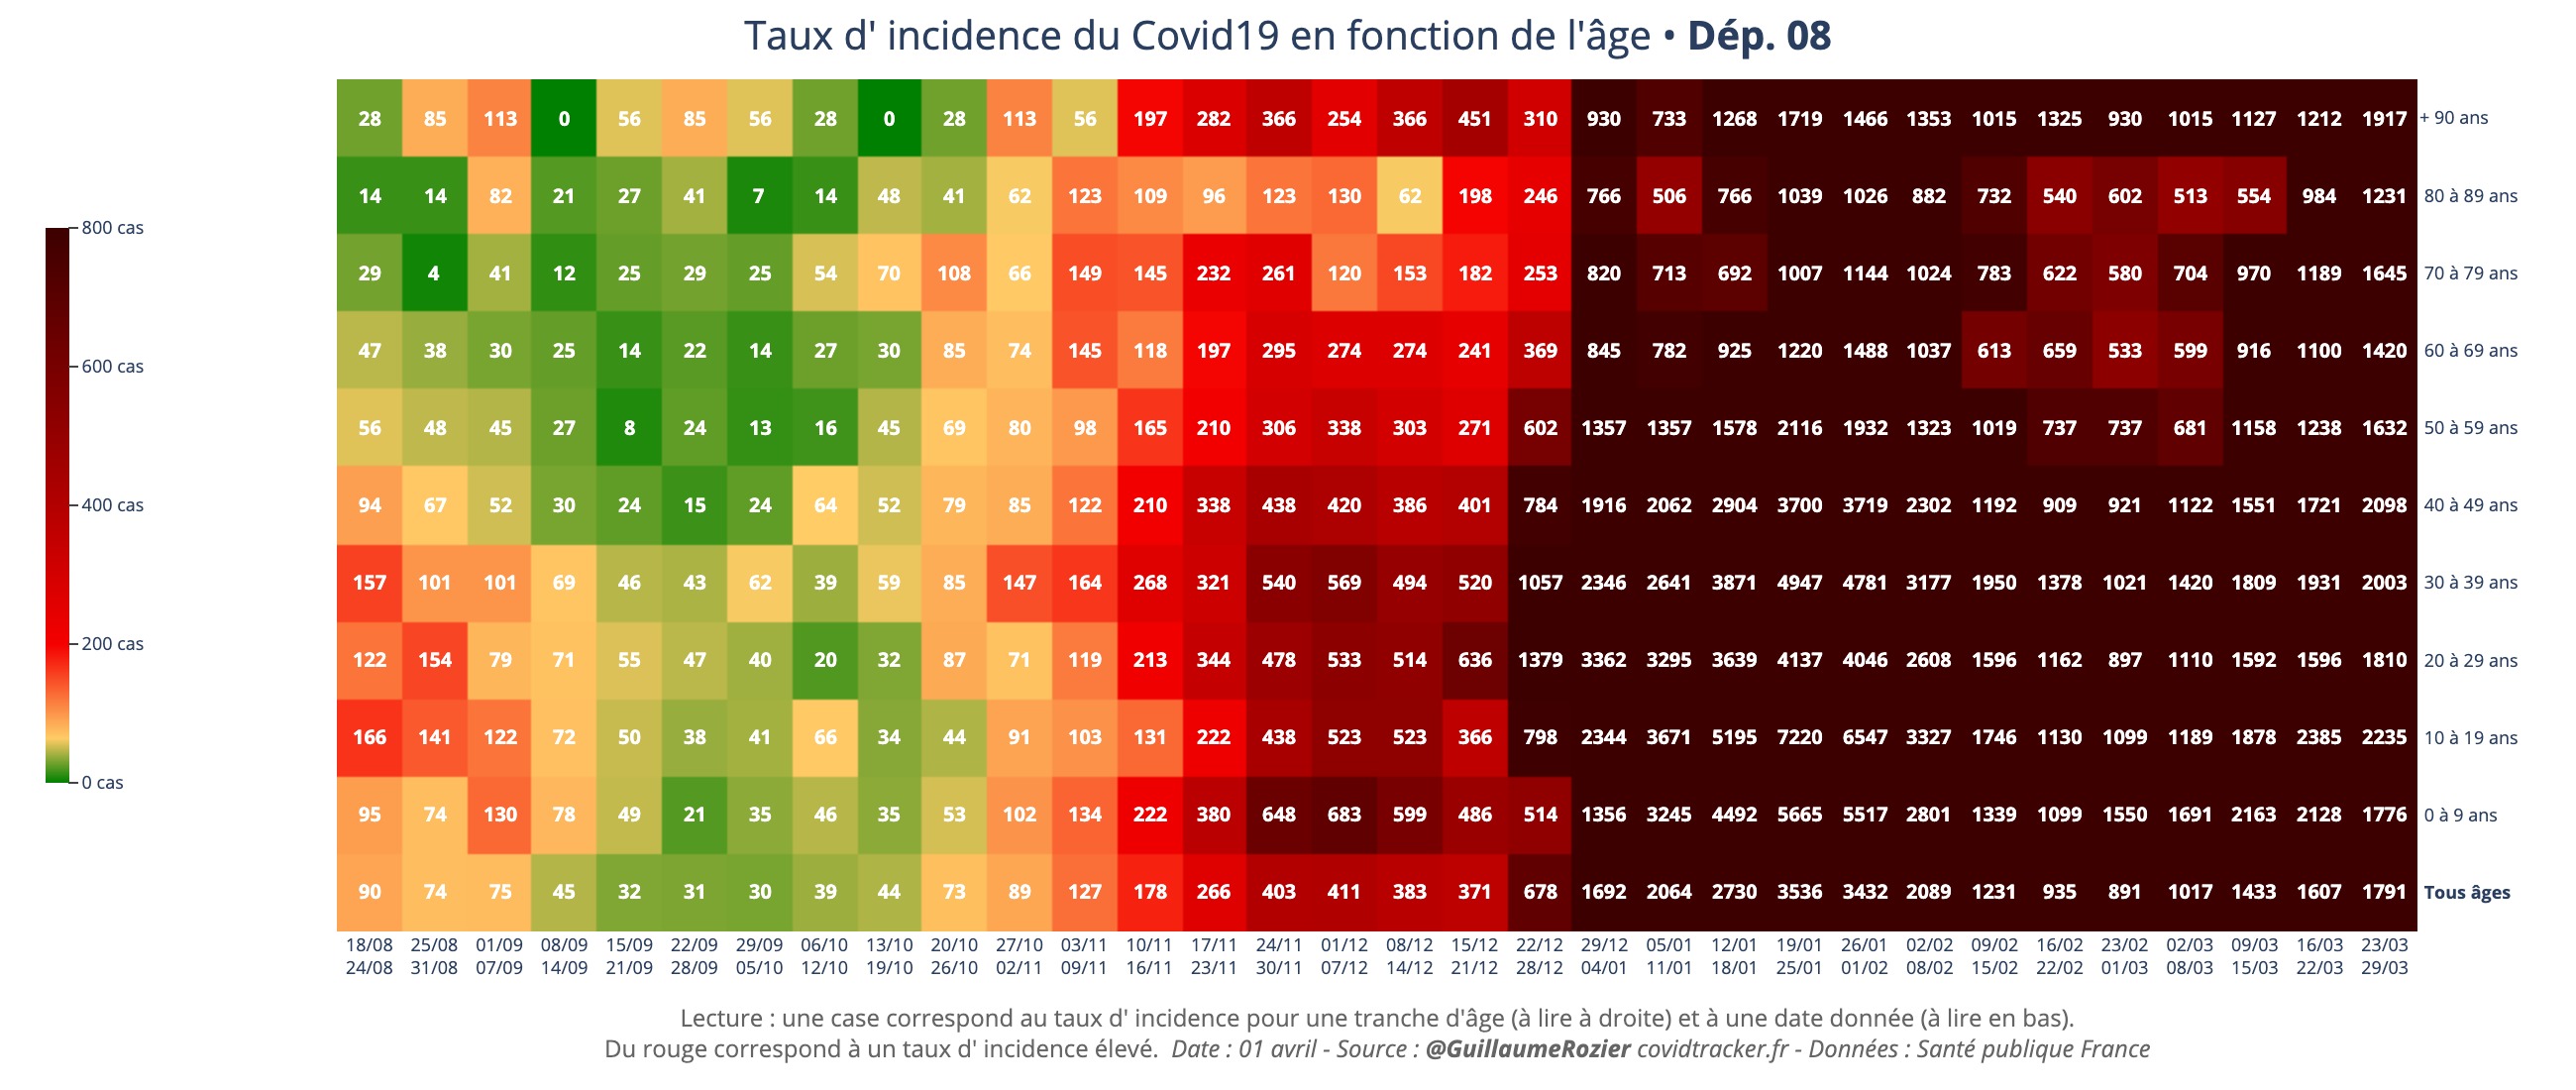 Taux d' incidence du Covid19 en fonction de l'âge • Dép. 08
28 85 113 0 56 85 56 28 0 28 113 56 197 282 366 254 366 451 310 930 733 1268 1719 1466 1353 1015 1325 930 1015 1127 1212 1917 + 90 ans
14 14 82 21 27 41 7 14 48 41 62 123 109 96 123 130 62 198 246 766 506 766 1039 1026 882 732 540 602 513 554 984 1231 80 à 89 ans
800 cas
29 4 41 12 25 29 25 54 70 108 66 149 145 232 261 120 153 182 253 820 713 692 1007 1144 1024 783 622 580 704 970 1189 1645 70 à 79 ans
47 38 30 25 14 22 14 27 30 85 74 145 118 197 295 274 274 241 369 845 782 925 1220 1488 1037 613 659 533 599 916 1100 1420 60 à 69 ans
600 cas
56 48 45 27 8 24 13 16 45 69 80 98 165 210 306 338 303 271 602 1357 1357 1578 2116 1932 1323 1019 737 737 681 1158 1238 1632 50 à 59 ans
400 cas
94 67 52 30 24 15 24 64 52 79 85 122 210 338 438 420 386 401 784 1916 2062 2904 3700 3719 2302 1192 909 921 1122 1551 1721 2098 40 à 49 ans
157 101 101 69 46 43 62 39 59 85 147 164 268 321 540 569 494 520 1057 2346 2641 3871 4947 4781 3177 1950 1378 1021 1420 1809 1931 2003 30 à 39 ans
200 cas
122 154 79 71 55 47 40 20 32 87 71 119 213 344 478 533 514 636 1379 3362 3295 3639 4137 4046 2608 1596 1162 897 1110 1592 1596 1810 20 à 29 ans
166 141 122 72 50 38 41 66 34 44 91 103 131 222 438 523 523 366 798 2344 3671 5195 7220 6547 3327 1746 1130 1099 1189 1878 2385 2235 10 à 19 ans
0 cas
95 74 130 78 49 21 35 46 35 53 102 134 222 380 648 683 599 486 514 1356 3245 4492 5665 5517 2801 1339 1099 1550 1691 2163 2128 1776 0 à 9 ans
90 74 75 45 32 31 30 39 44 73 89 127 178 266 403 411 383 371 678 1692 2064 2730 3536 3432 2089 1231 935 891 1017 1433 1607 1791 Tous âges
18/08 25/08 01/09 08/09 15/09 22/09 29/09 06/10 13/10 20/10 27/10 03/11 10/11 17/11 24/11 01/12 08/12 15/12 22/12 29/12 05/01 12/01 19/01 26/01 02/02 09/02 16/02 23/02 02/03 09/03 16/03 23/03
24/08 31/08 07/09 14/09 21/09 28/09 05/10 12/10 19/10 26/10 02/11 09/11 16/11 23/11 30/11 07/12 14/12 21/12 28/12 04/01 11/01 18/01 25/01 01/02 08/02 15/02 22/02 01/03 08/03 15/03 22/03 29/03
Lecture : une case correspond au taux d' incidence pour une tranche d'âge (à lire à droite) et à une date donnée (à lire en bas).
Du rouge correspond à un taux d' incidence élevé. Date : 01 avril - Source : @GuillaumeRozier covidtracker.fr - Données : Santé publique France